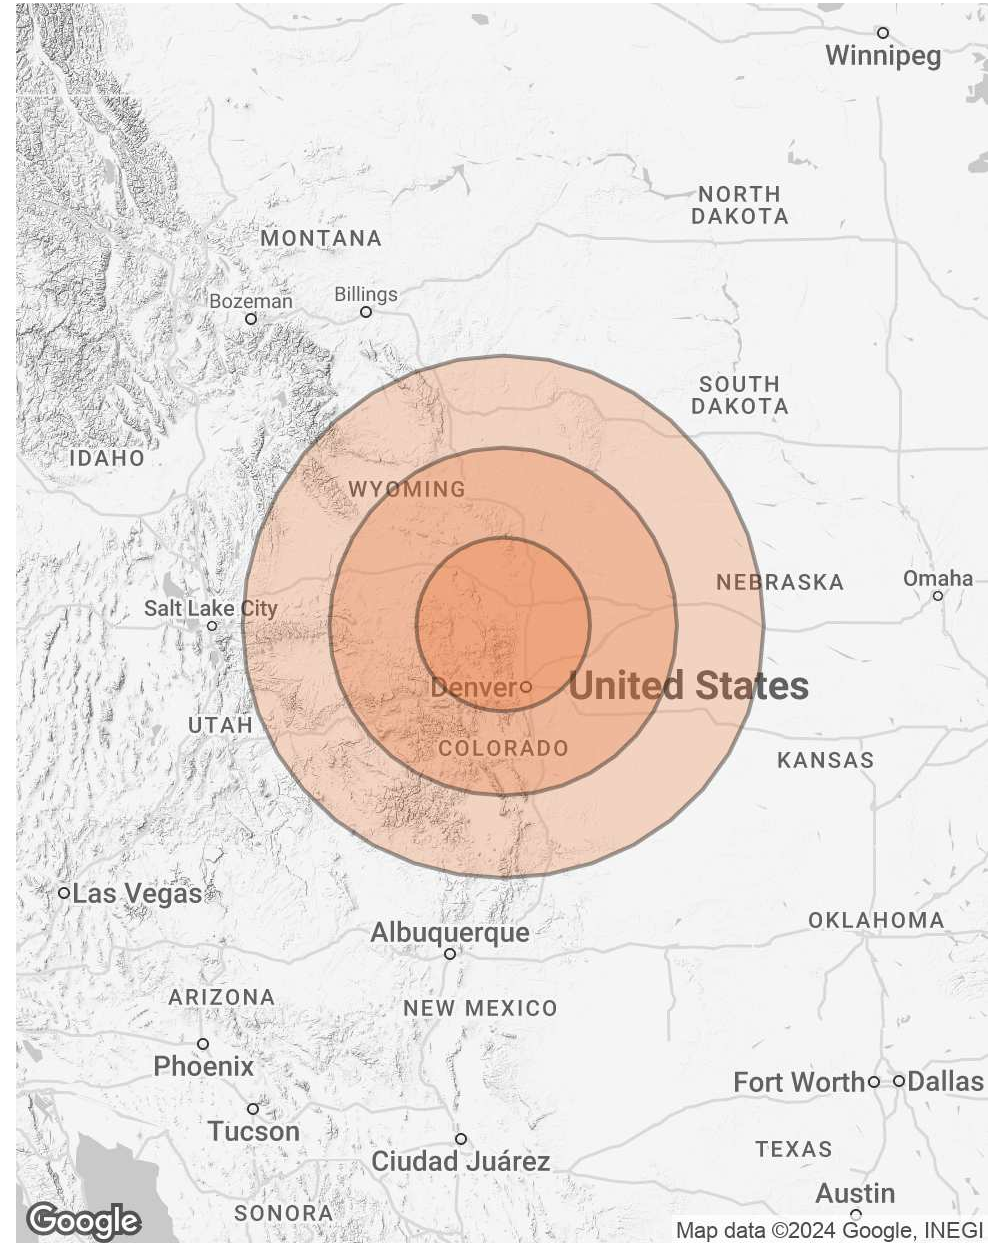 Winnipeg
NORTH
DAKOTA
MONTANA
Bozeman
Billings
SOUTH
DAKOTA
IDAHO
WYOMING
NEBRASKA
Omaha
Salt Lake City
Denver
United States
UTAH
COLORADO
KANSAS
Las Vegas
OKLAHOMA
Albuquerque
ARIZONA
NEW MEXICO
Phoenix
Fort Worth
Dallas
Tucson
TEXAS
Ciudad Juárez
Austin
SONORA
Google
Map data ©2024 Google, INEGI